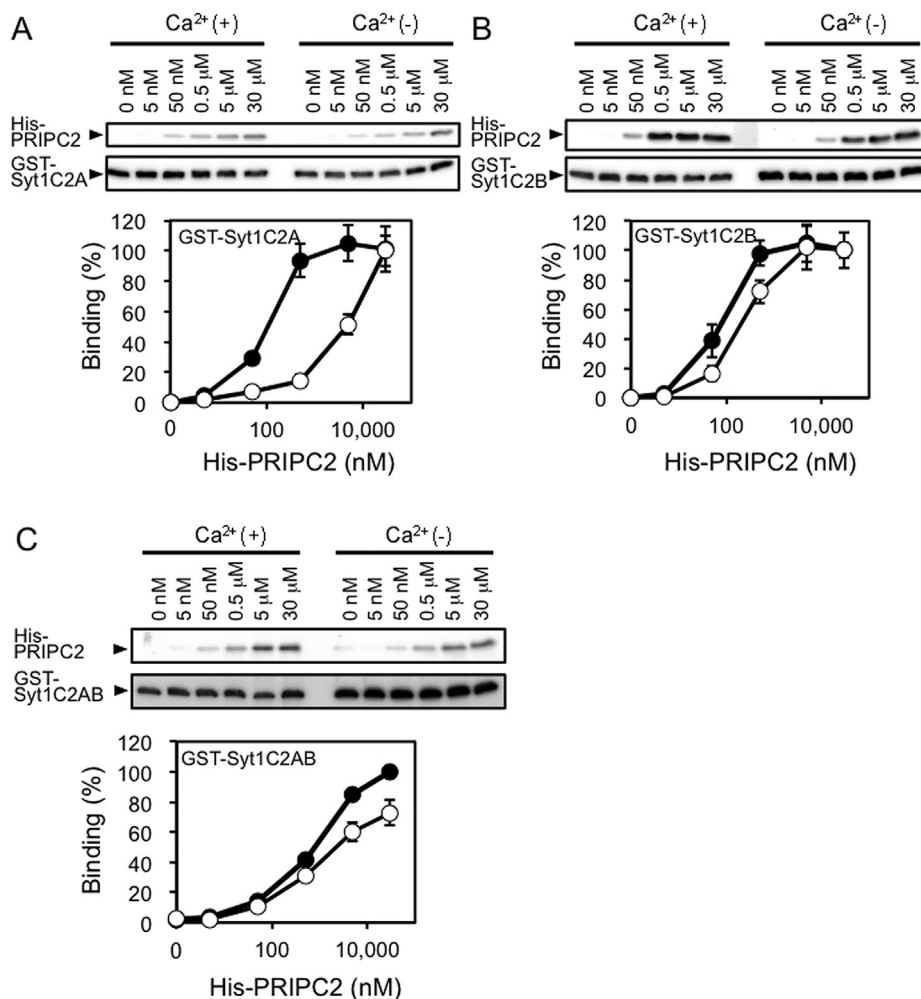 A
Ca²⁺ (+)
Ca²⁺ (-)
0 nM
5 nM
50 nM
0.5 µM
5 µM
30 µM
0 nM
5 nM
50 nM
0.5 µM
5 µM
30 µM
His-
PRIPC2
GST-
Syt1C2A
GST-Syt1C2A
120
100
80
60
40
20
0
Binding (%)
0 100 10,000
His-PRIPC2 (nM)
B
Ca²⁺ (+)
Ca²⁺ (-)
0 nM
5 nM
50 nM
0.5 µM
5 µM
30 µM
0 nM
5 nM
50 nM
0.5 µM
5 µM
30 µM
His-
PRIPC2
GST-
Syt1C2B
GST-Syt1C2B
120
100
80
60
40
20
0
Binding (%)
0 100 10,000
His-PRIPC2 (nM)
C
Ca²⁺ (+)
Ca²⁺ (-)
0 nM
5 nM
50 nM
0.5 µM
5 µM
30 µM
0 nM
5 nM
50 nM
0.5 µM
5 µM
30 µM
His-
PRIPC2
GST-
Syt1C2AB
GST-Syt1C2AB
120
100
80
60
40
20
0
Binding (%)
0 100 10,000
His-PRIPC2 (nM)